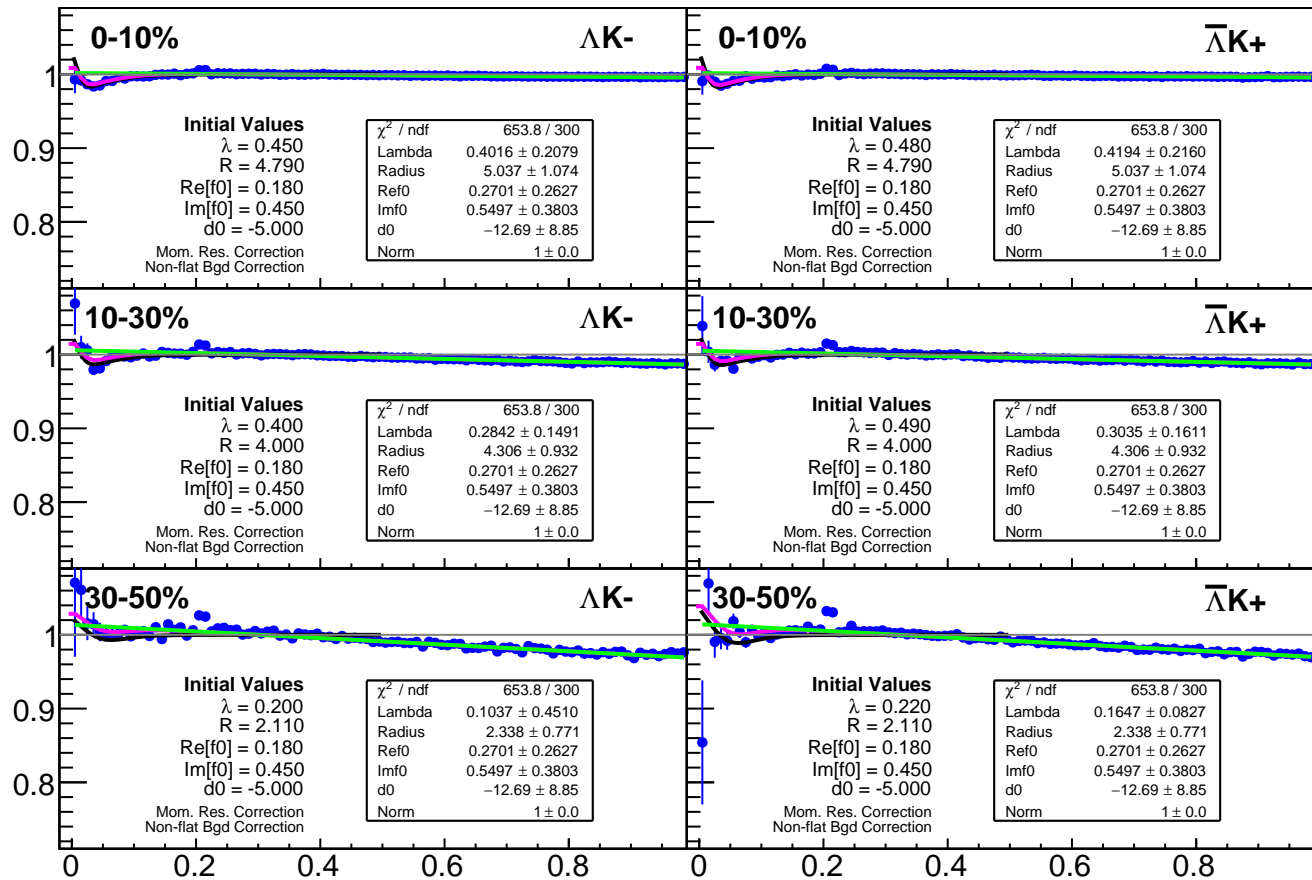 0-10% ΛK-
1
0.9
0.8
Initial Values
λ = 0.450
R = 4.790
Re[f0] = 0.180
Im[f0] = 0.450
d0 = -5.000
Mom. Res. Correction
Non-flat Bgd Correction
χ² / ndf 653.8 / 300
Lambda 0.4016 ± 0.2079
Radius 5.037 ± 1.074
Ref0 0.2701 ± 0.2627
Imf0 0.5497 ± 0.3803
d0 −12.69 ± 8.85
Norm 1 ± 0.0
0-10% Λ̅K+
Initial Values
λ = 0.480
R = 4.790
Re[f0] = 0.180
Im[f0] = 0.450
d0 = -5.000
Mom. Res. Correction
Non-flat Bgd Correction
χ² / ndf 653.8 / 300
Lambda 0.4194 ± 0.2160
Radius 5.037 ± 1.074
Ref0 0.2701 ± 0.2627
Imf0 0.5497 ± 0.3803
d0 −12.69 ± 8.85
Norm 1 ± 0.0
10-30% ΛK-
1
0.9
0.8
Initial Values
λ = 0.400
R = 4.000
Re[f0] = 0.180
Im[f0] = 0.450
d0 = -5.000
Mom. Res. Correction
Non-flat Bgd Correction
χ² / ndf 653.8 / 300
Lambda 0.2842 ± 0.1491
Radius 4.306 ± 0.932
Ref0 0.2701 ± 0.2627
Imf0 0.5497 ± 0.3803
d0 −12.69 ± 8.85
Norm 1 ± 0.0
10-30% Λ̅K+
Initial Values
λ = 0.490
R = 4.000
Re[f0] = 0.180
Im[f0] = 0.450
d0 = -5.000
Mom. Res. Correction
Non-flat Bgd Correction
χ² / ndf 653.8 / 300
Lambda 0.3035 ± 0.1611
Radius 4.306 ± 0.932
Ref0 0.2701 ± 0.2627
Imf0 0.5497 ± 0.3803
d0 −12.69 ± 8.85
Norm 1 ± 0.0
30-50% ΛK-
1
0.9
0.8
Initial Values
λ = 0.200
R = 2.110
Re[f0] = 0.180
Im[f0] = 0.450
d0 = -5.000
Mom. Res. Correction
Non-flat Bgd Correction
χ² / ndf 653.8 / 300
Lambda 0.1037 ± 0.4510
Radius 2.338 ± 0.771
Ref0 0.2701 ± 0.2627
Imf0 0.5497 ± 0.3803
d0 −12.69 ± 8.85
Norm 1 ± 0.0
30-50% Λ̅K+
Initial Values
λ = 0.220
R = 2.110
Re[f0] = 0.180
Im[f0] = 0.450
d0 = -5.000
Mom. Res. Correction
Non-flat Bgd Correction
χ² / ndf 653.8 / 300
Lambda 0.1647 ± 0.0827
Radius 2.338 ± 0.771
Ref0 0.2701 ± 0.2627
Imf0 0.5497 ± 0.3803
d0 −12.69 ± 8.85
Norm 1 ± 0.0
0 0.2 0.4 0.6 0.8 0 0.2 0.4 0.6 0.8